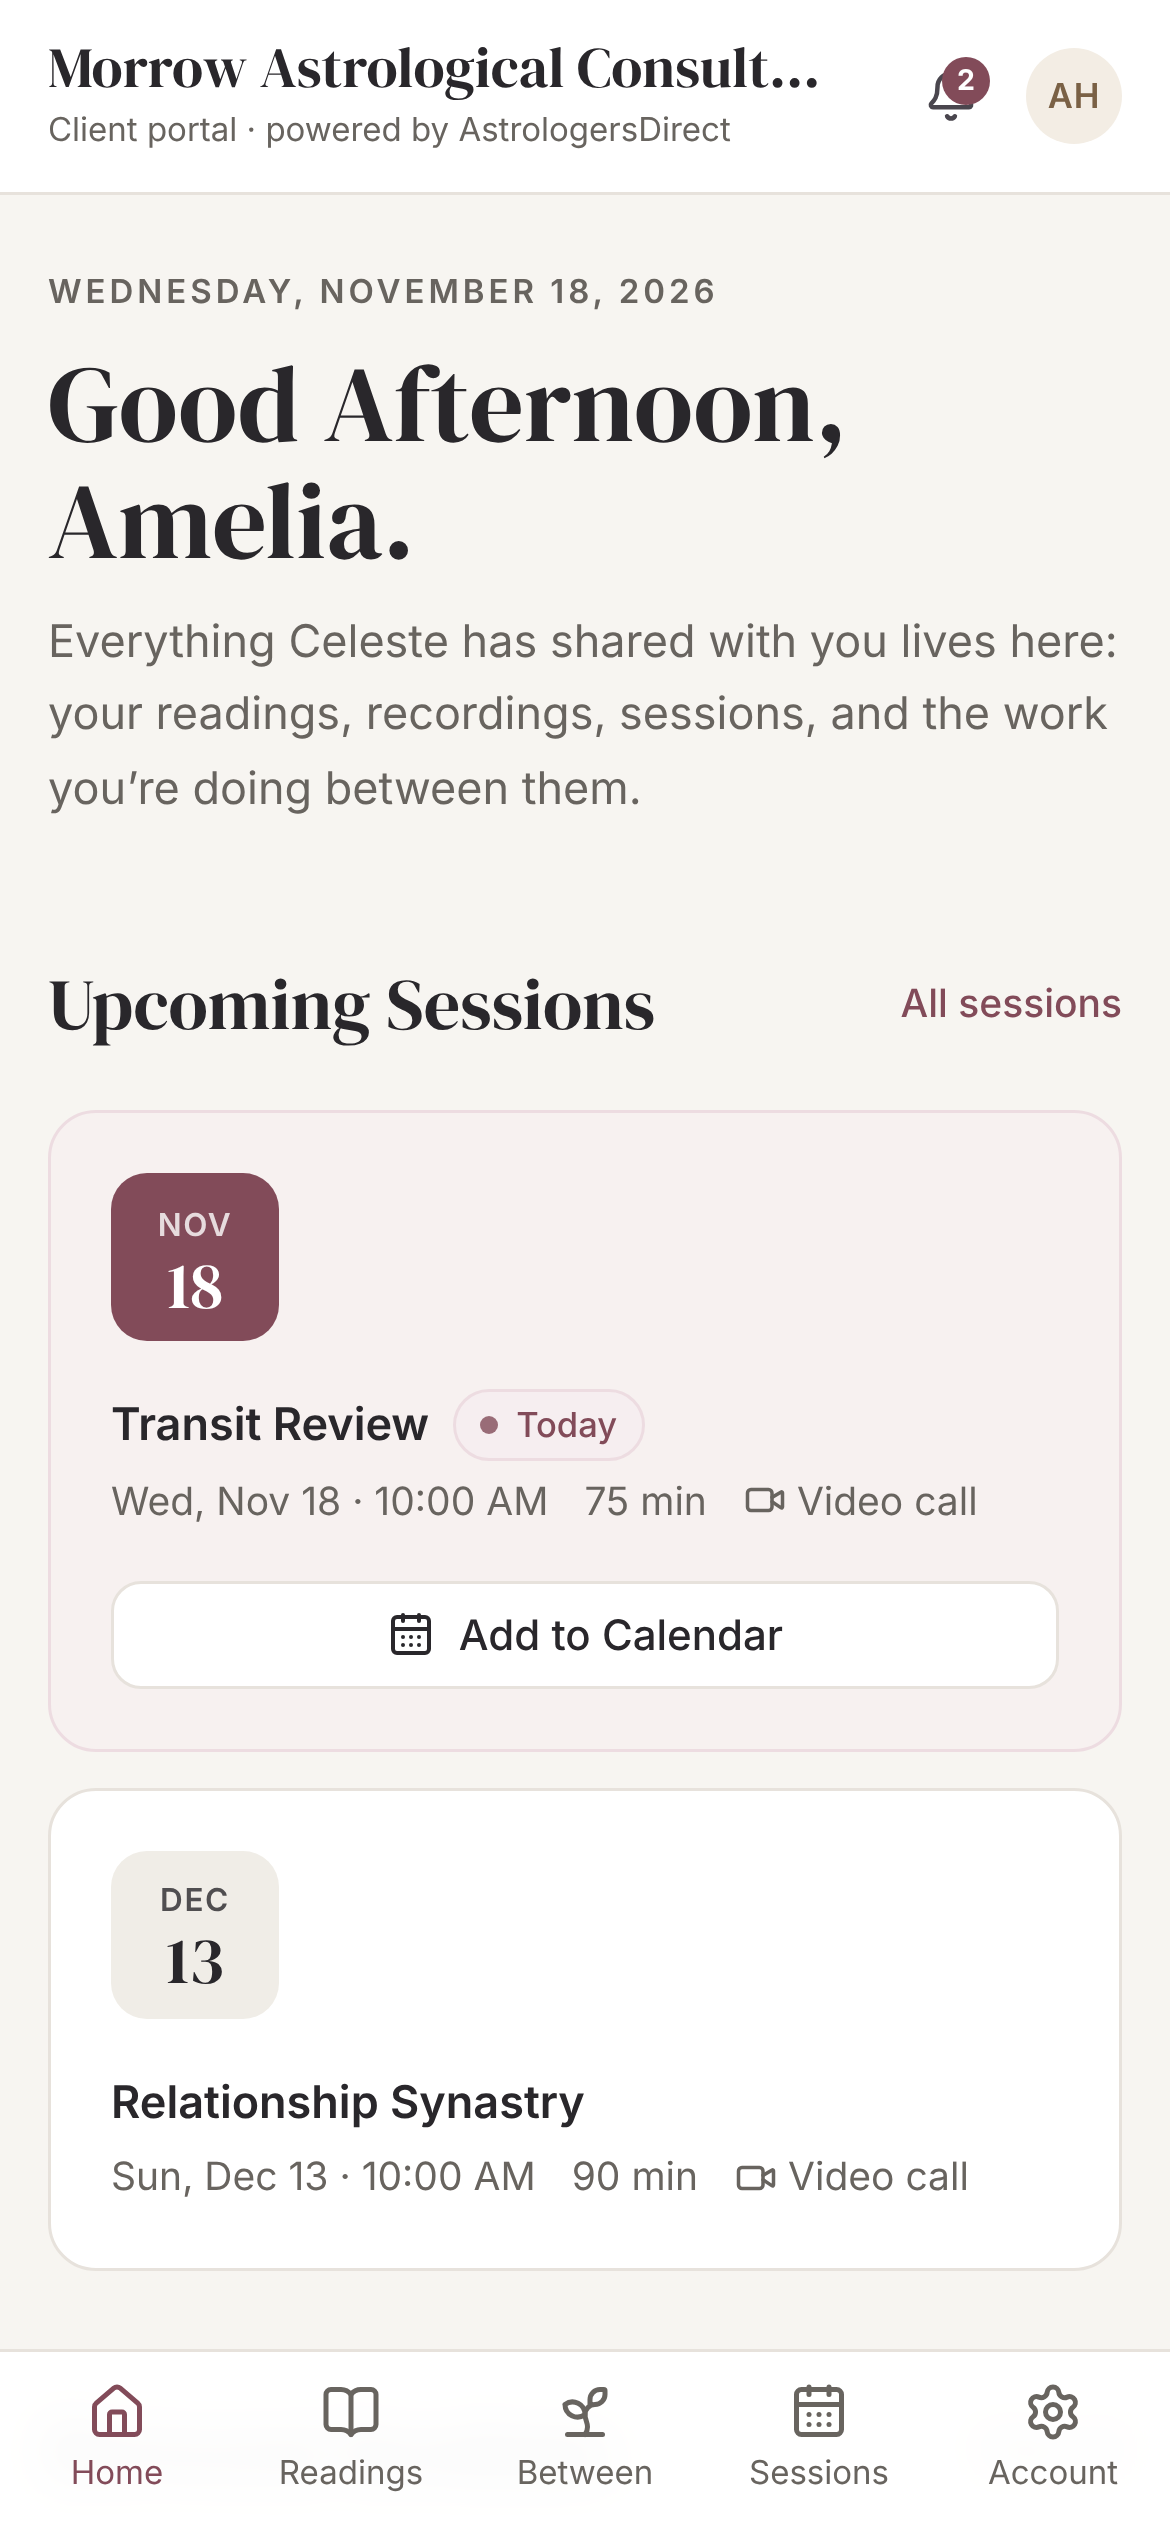 Morrow Astrological Consult...
Client portal · powered by AstrologersDirect
2
AH
WEDNESDAY, NOVEMBER 18, 2026
Good Afternoon,
Amelia.
Everything Celeste has shared with you lives here:
your readings, recordings, sessions, and the work
you’re doing between them.
Upcoming Sessions
All sessions
NOV
18
Transit Review
Today
Wed, Nov 18 · 10:00 AM 75 min Video call
Add to Calendar
DEC
13
Relationship Synastry
Sun, Dec 13 · 10:00 AM 90 min Video call
Home Readings Between Sessions Account